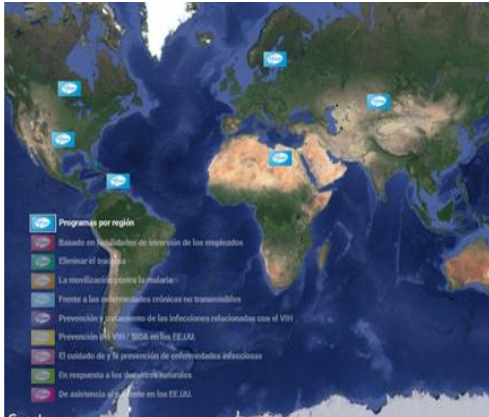 Programas por región
Basado en habilidades de inversión de los empleados
Eliminar el tracoma
La movilización contra la malaria
Frente a las enfermedades crónicas no transmisibles
Prevención y tratamiento de las infecciones relacionadas con el VIH
Prevención del VIH / SIDA en los EE.UU.
El cuidado de y la prevención de enfermedades infecciosas
En respuesta a los desastres naturales
De asistencia al paciente en los EE.UU.